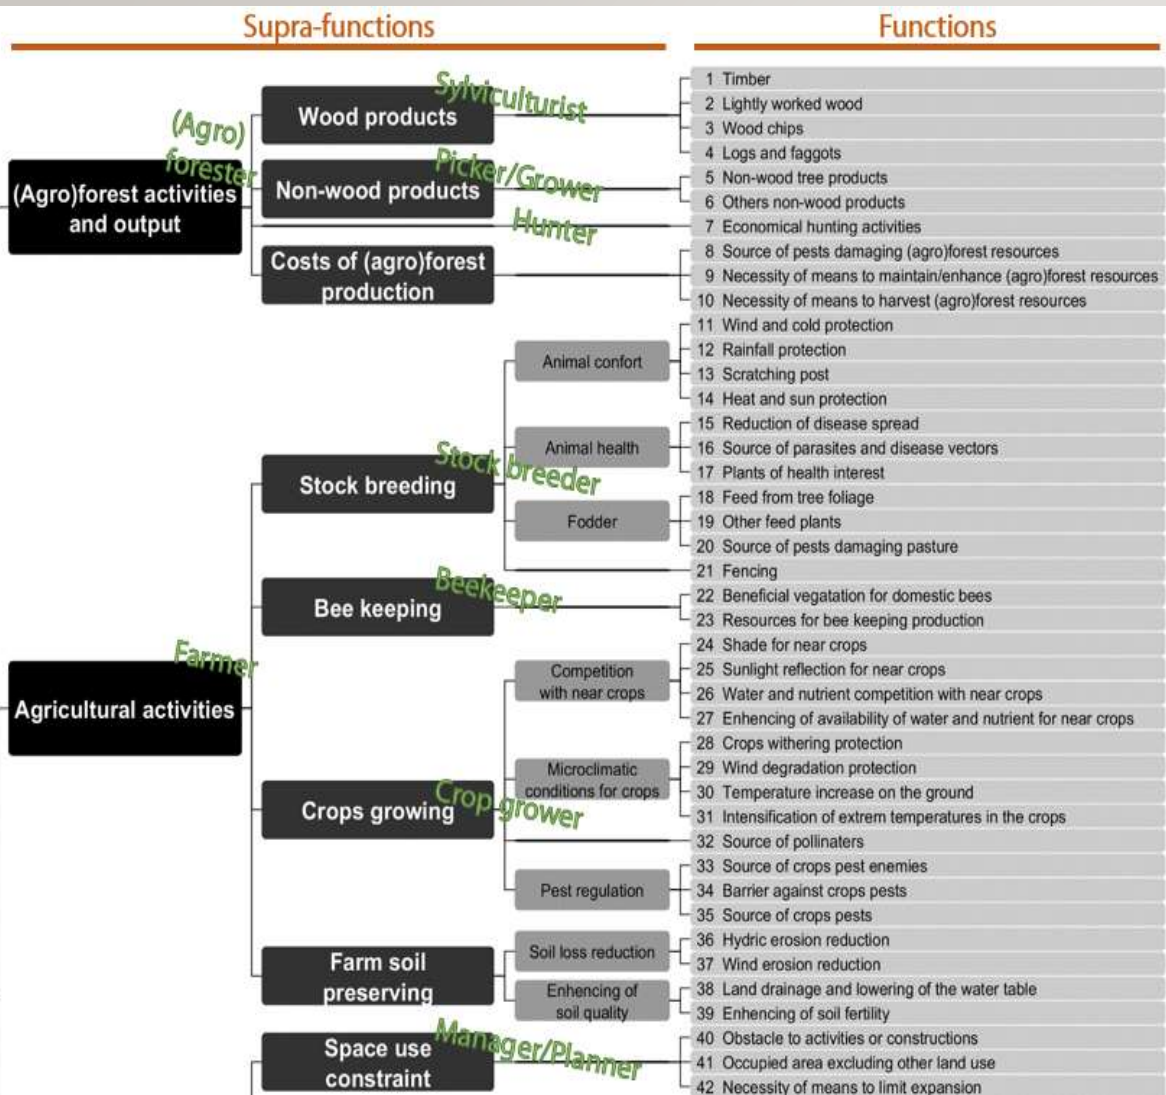 Supra-functions
Functions
(Agro)
forester
(Agro)forest activities
and output
Sylviculturist
Wood products
Picker/Grower
Non-wood products
Hunter
Costs of (agro)forest
production
1 Timber
2 Lightly worked wood
3 Wood chips
4 Logs and faggots
5 Non-wood tree products
6 Others non-wood products
7 Economical hunting activities
8 Source of pests damaging (agro)forest resources
9 Necessity of means to maintain/enhance (agro)forest resources
10 Necessity of means to harvest (agro)forest resources
Farmer
Agricultural activities
Stock breeder
Stock breeding
Animal confort
11 Wind and cold protection
12 Rainfall protection
13 Scratching post
14 Heat and sun protection
Animal health
15 Reduction of disease spread
16 Source of parasites and disease vectors
17 Plants of health interest
Fodder
18 Feed from tree foliage
19 Other feed plants
20 Source of pests damaging pasture
21 Fencing
Beekeeper
Bee keeping
22 Beneficial vegatation for domestic bees
23 Resources for bee keeping production
Crop grower
Crops growing
Competition
with near crops
24 Shade for near crops
25 Sunlight reflection for near crops
26 Water and nutrient competition with near crops
27 Enhencing of availability of water and nutrient for near crops
Microclimatic
conditions for crops
28 Crops withering protection
29 Wind degradation protection
30 Temperature increase on the ground
31 Intensification of extrem temperatures in the crops
32 Source of pollinaters
Pest regulation
33 Source of crops pest enemies
34 Barrier against crops pests
35 Source of crops pests
Farm soil
preserving
Soil loss reduction
36 Hydric erosion reduction
37 Wind erosion reduction
Enhencing of
soil quality
38 Land drainage and lowering of the water table
39 Enhencing of soil fertility
Manager/Planner
Space use
constraint
40 Obstacle to activities or constructions
41 Occupied area excluding other land use
42 Necessity of means to limit expansion